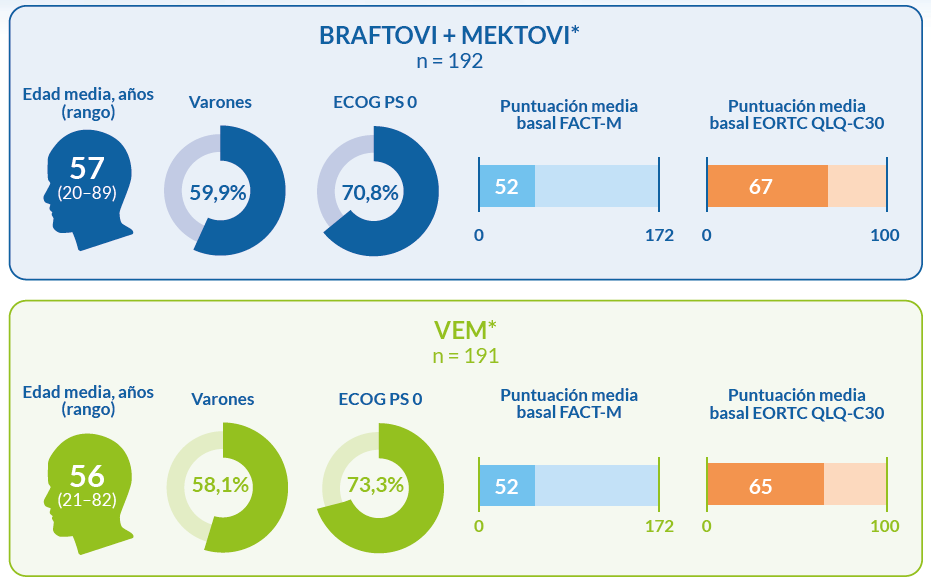 BRAFTOVI + MEKTOVI*
n = 192
Edad media, años
(rango)
57
(20–89)
Varones
59,9%
ECOG PS 0
70,8%
Puntuación media
basal FACT-M
52
0
172
Puntuación media
basal EORTC QLQ-C30
67
0
100
VEM*
n = 191
Edad media, años
(rango)
56
(21–82)
Varones
58,1%
ECOG PS 0
73,3%
Puntuación media
basal FACT-M
52
0
172
Puntuación media
basal EORTC QLQ-C30
65
0
100